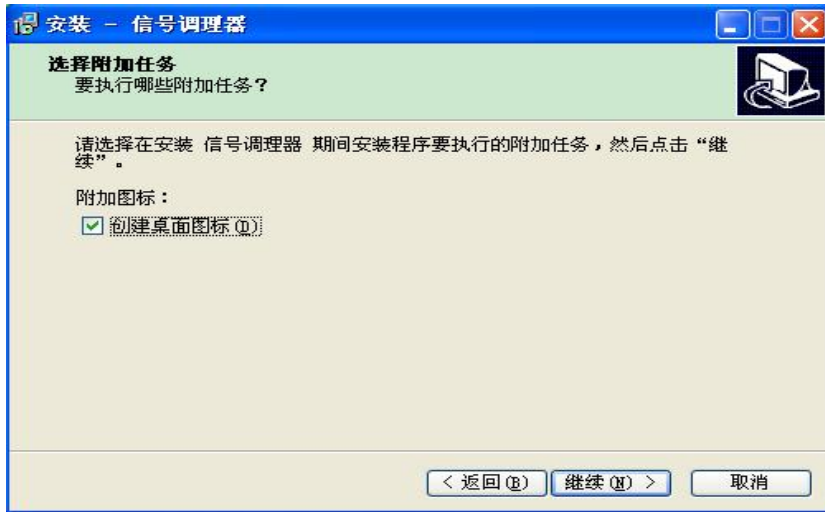 安装 - 信号调理器
选择附加任务
要执行哪些附加任务？
请选择在安装 信号调理器 期间安装程序要执行的附加任务，然后点击“继
续”。
附加图标：
创建桌面图标(D)
< 返回(B)
继续(N) >
取消